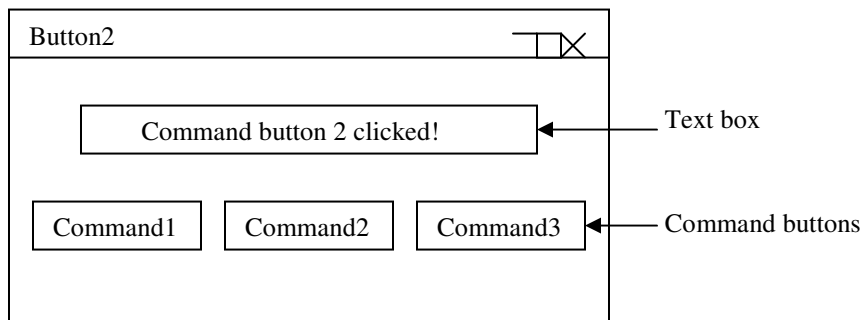 Button2
Command button 2 clicked!
Text box
Command1 Command2 Command3
Command buttons